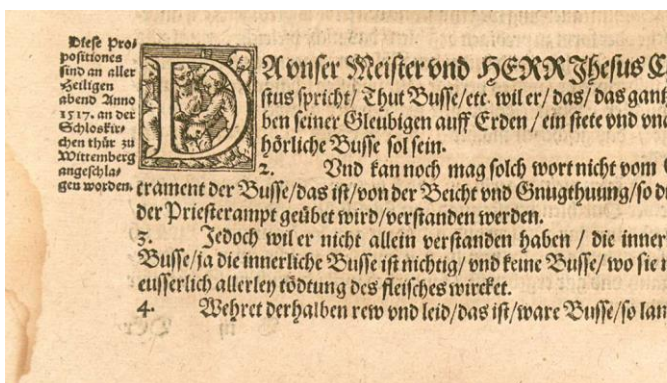 Diese Pro⸗
positiones
sind an aller
Heiligen
abend Anno
1517. an der
Schloskir⸗
chen thür zu
Wittemberg
angeschla⸗
gen worden.
DA vnser Meister vnd HERR Jhesus C
stus spricht/ Thut Busse/etc. wil er/ das/ das gantz
ben seiner Gleubigen auff Erden / ein stete vnd vna
hörliche Busse sol sein.
2. Vnd kan noch mag solch wort nicht vom
crament der Busse/das ist/von der Beicht vnd Gnugthuung/so d
der Priesterampt geübet wird/verstanden werden.
3. Jedoch wil er nicht allein verstanden haben / die inner
Busse/ja die innerliche Busse ist nichtig/ vnd keine Busse/ wo sie
eusserlich allerley tödtung des fleisches wircket.
4. Wehret derhalben rew vnd leid/das ist/ware Busse/so lan